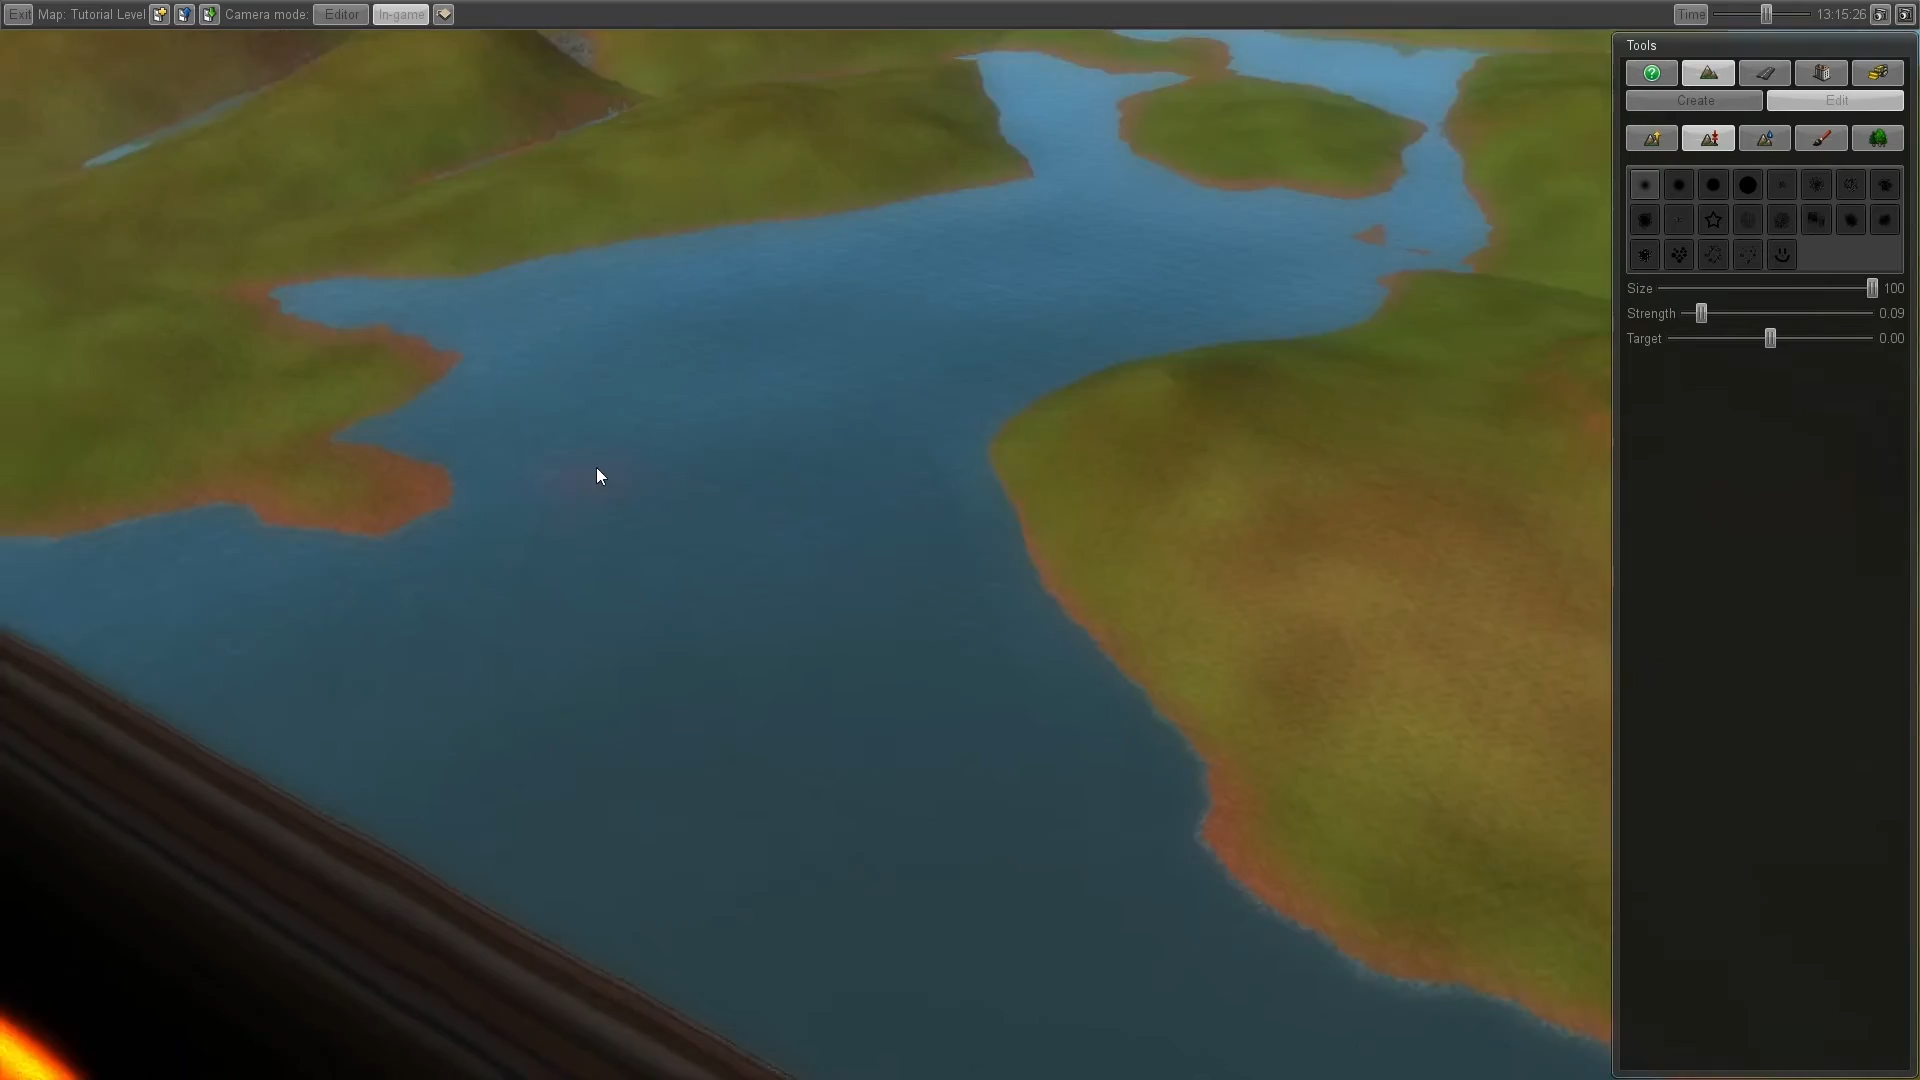 Exit Map: Tutorial Level Camera mode: Editor In-game Time 13:15:26
Tools
Create Edit
Size 100
Strength 0.09
Target 0.00